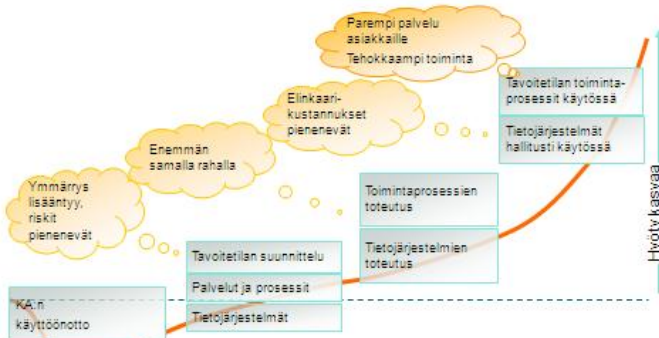 Parempi palvelu
asiakkaille
Tehokkaampi toiminta
Tavoitetilan toiminta-
prosessit käytössä
Elinkaari-
kustannukset
pienenevät
Tietojärjestelmät
hallitusti käytössä
Enemmän
samalla rahalla
Ymmärrys
lisääntyy,
riskit
pienenevät
Toimintaprosessien
toteutus
Tietojärjestelmien
toteutus
Tavoitetilan suunnittelu
Palvelut ja prosessit
Tietojärjestelmät
KA:n
käyttöönotto
Hyöty kasvaa